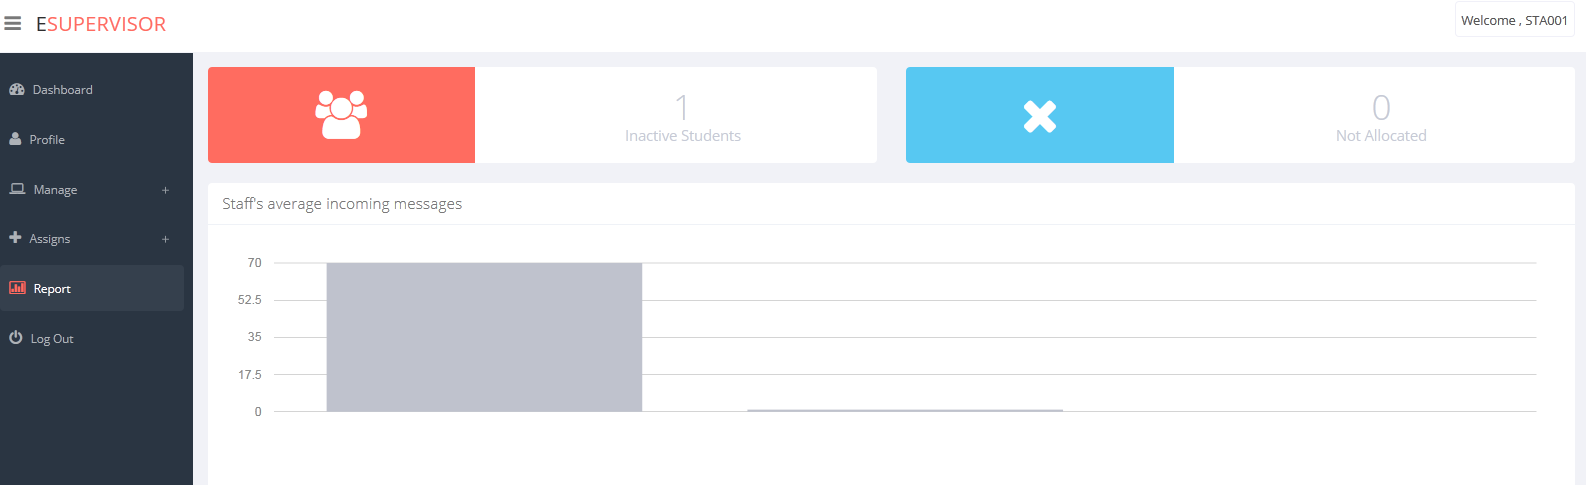 ESUPERVISOR
Welcome , STA001
Dashboard
Profile
Manage +
Assigns +
Report
Log Out
1
Inactive Students
0
Not Allocated
Staff's average incoming messages
70
52.5
35
17.5
0